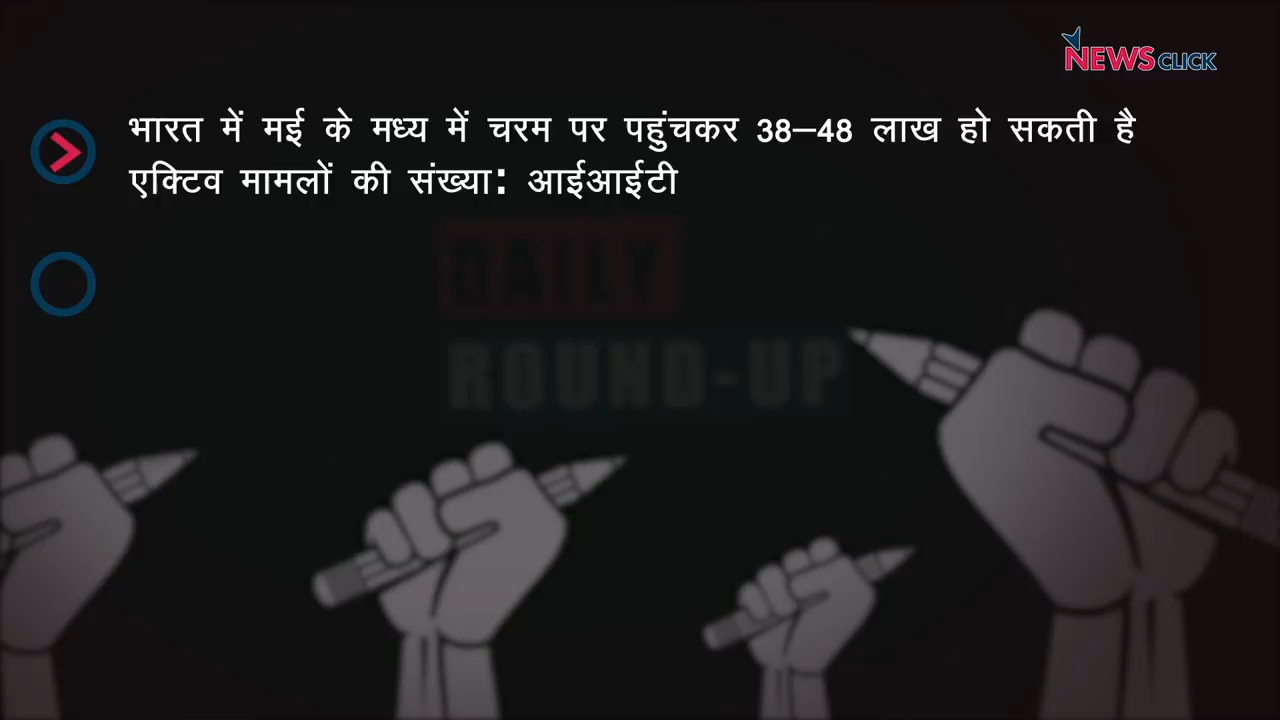 NEWSCLICK
भारत में मई के मध्य में चरम पर पहुंचकर 38–48 लाख हो सकती है
एक्टिव मामलों की संख्या: आईआईटी
DAILY
ROUND-UP